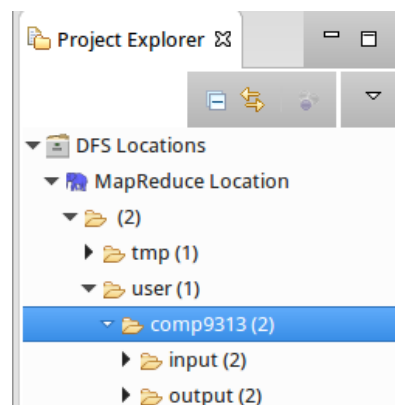 Project Explorer
DFS Locations
MapReduce Location
(2)
tmp (1)
user (1)
comp9313 (2)
input (2)
output (2)